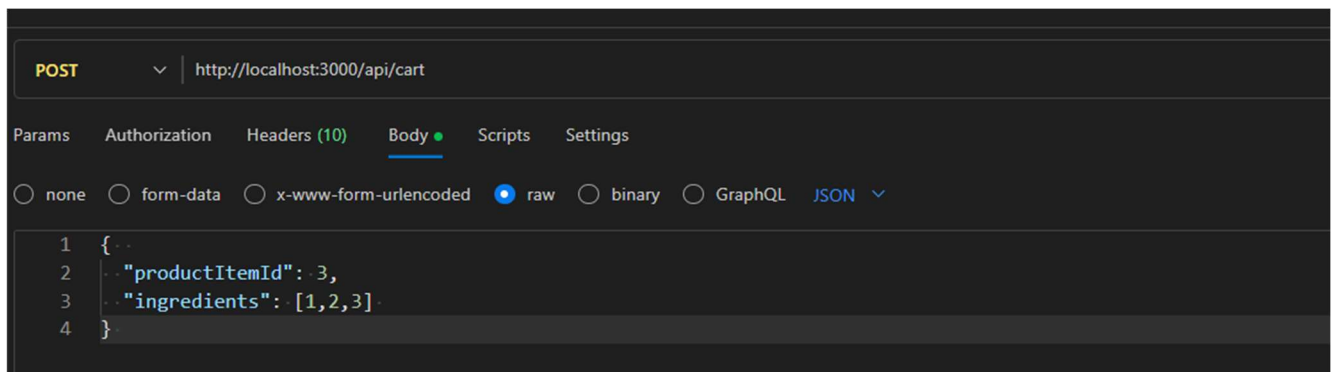 POST http://localhost:3000/api/cart
Params Authorization Headers (10) Body Scripts Settings
none form-data x-www-form-urlencoded raw binary GraphQL JSON
1 {
2 "productItemId": 3,
3 "ingredients": [1,2,3]
4 }